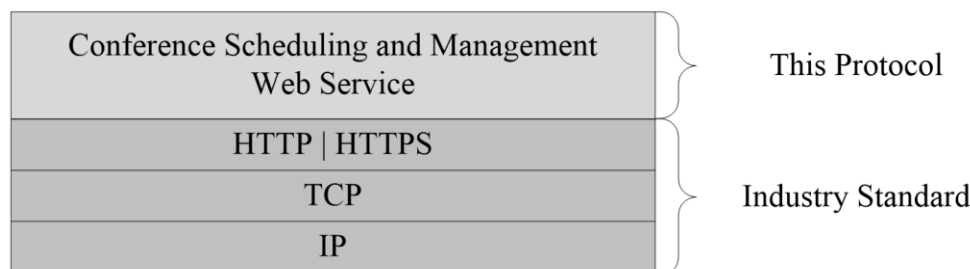 Conference Scheduling and Management
Web Service
This Protocol
HTTP | HTTPS
TCP
Industry Standard
IP